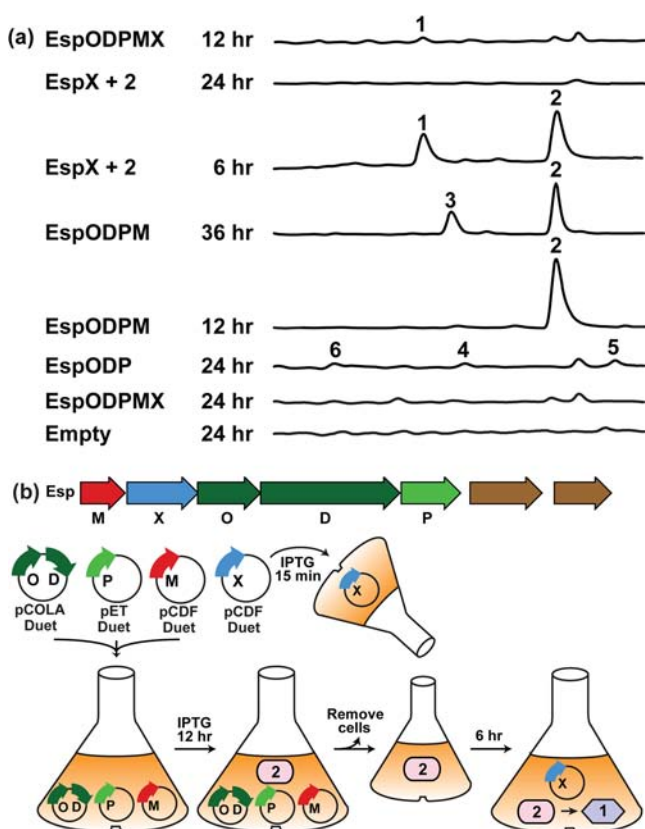 (a) EspODPMX 12 hr 1
EspX + 2 24 hr
EspX + 2 6 hr 1 2
EspODPM 36 hr 3 2
EspODPM 12 hr 2
EspODP 24 hr 6 4 5
EspODPMX 24 hr
Empty 24 hr
(b) Esp
M X O D P
O D P M X
pCOLA Duet
pET Duet
pCDF Duet
pCDF Duet
IPTG 15 min
X
IPTG 12 hr
Remove cells
6 hr
O D P M
2
O D P M
2
X
2 1